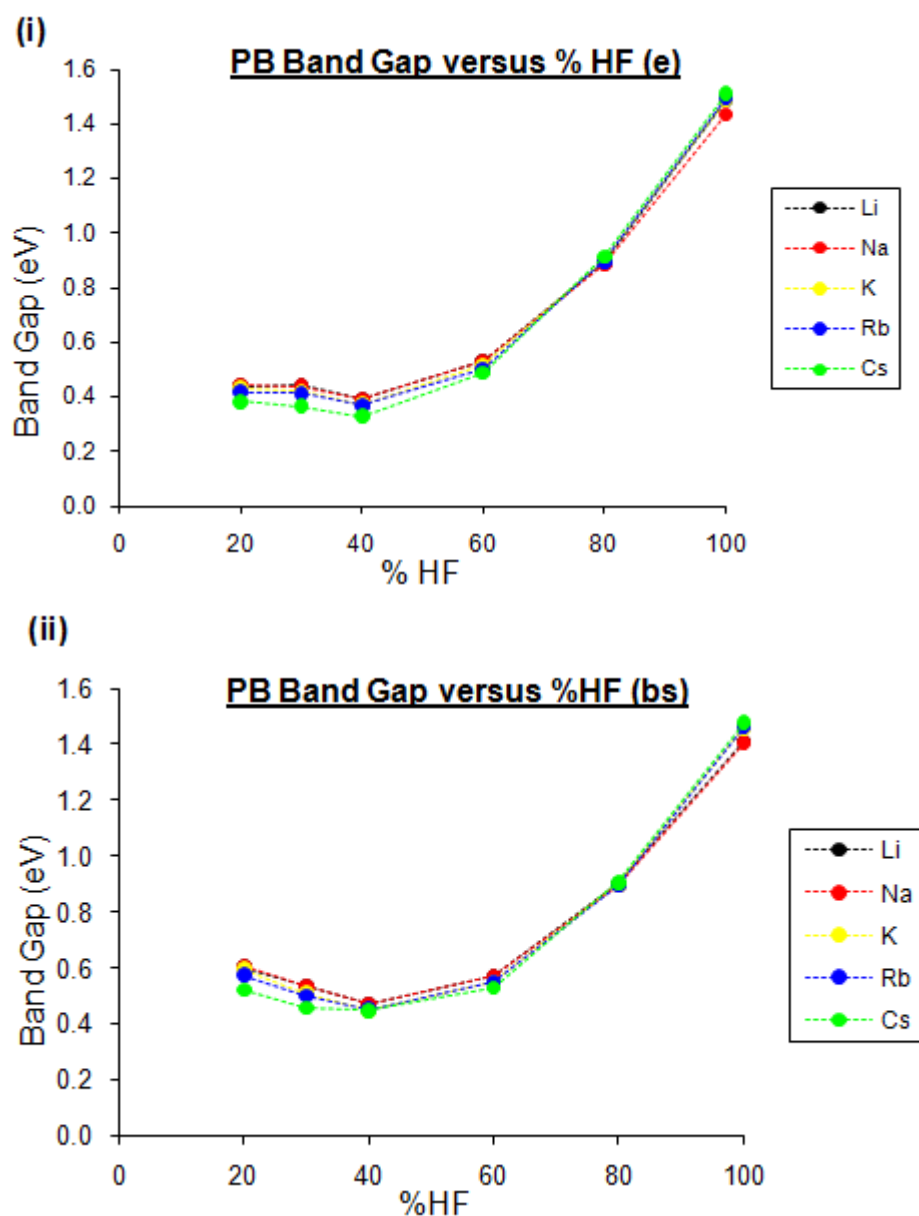 (i)
PB Band Gap versus % HF (e)
1.6
1.4
1.2
1.0
0.8
0.6
0.4
0.2
0.0
Band Gap (eV)
0 20 40 60 80 100
% HF
Li
Na
K
Rb
Cs
(ii)
PB Band Gap versus %HF (bs)
1.6
1.4
1.2
1.0
0.8
0.6
0.4
0.2
0.0
Band Gap (eV)
0 20 40 60 80 100
%HF
Li
Na
K
Rb
Cs